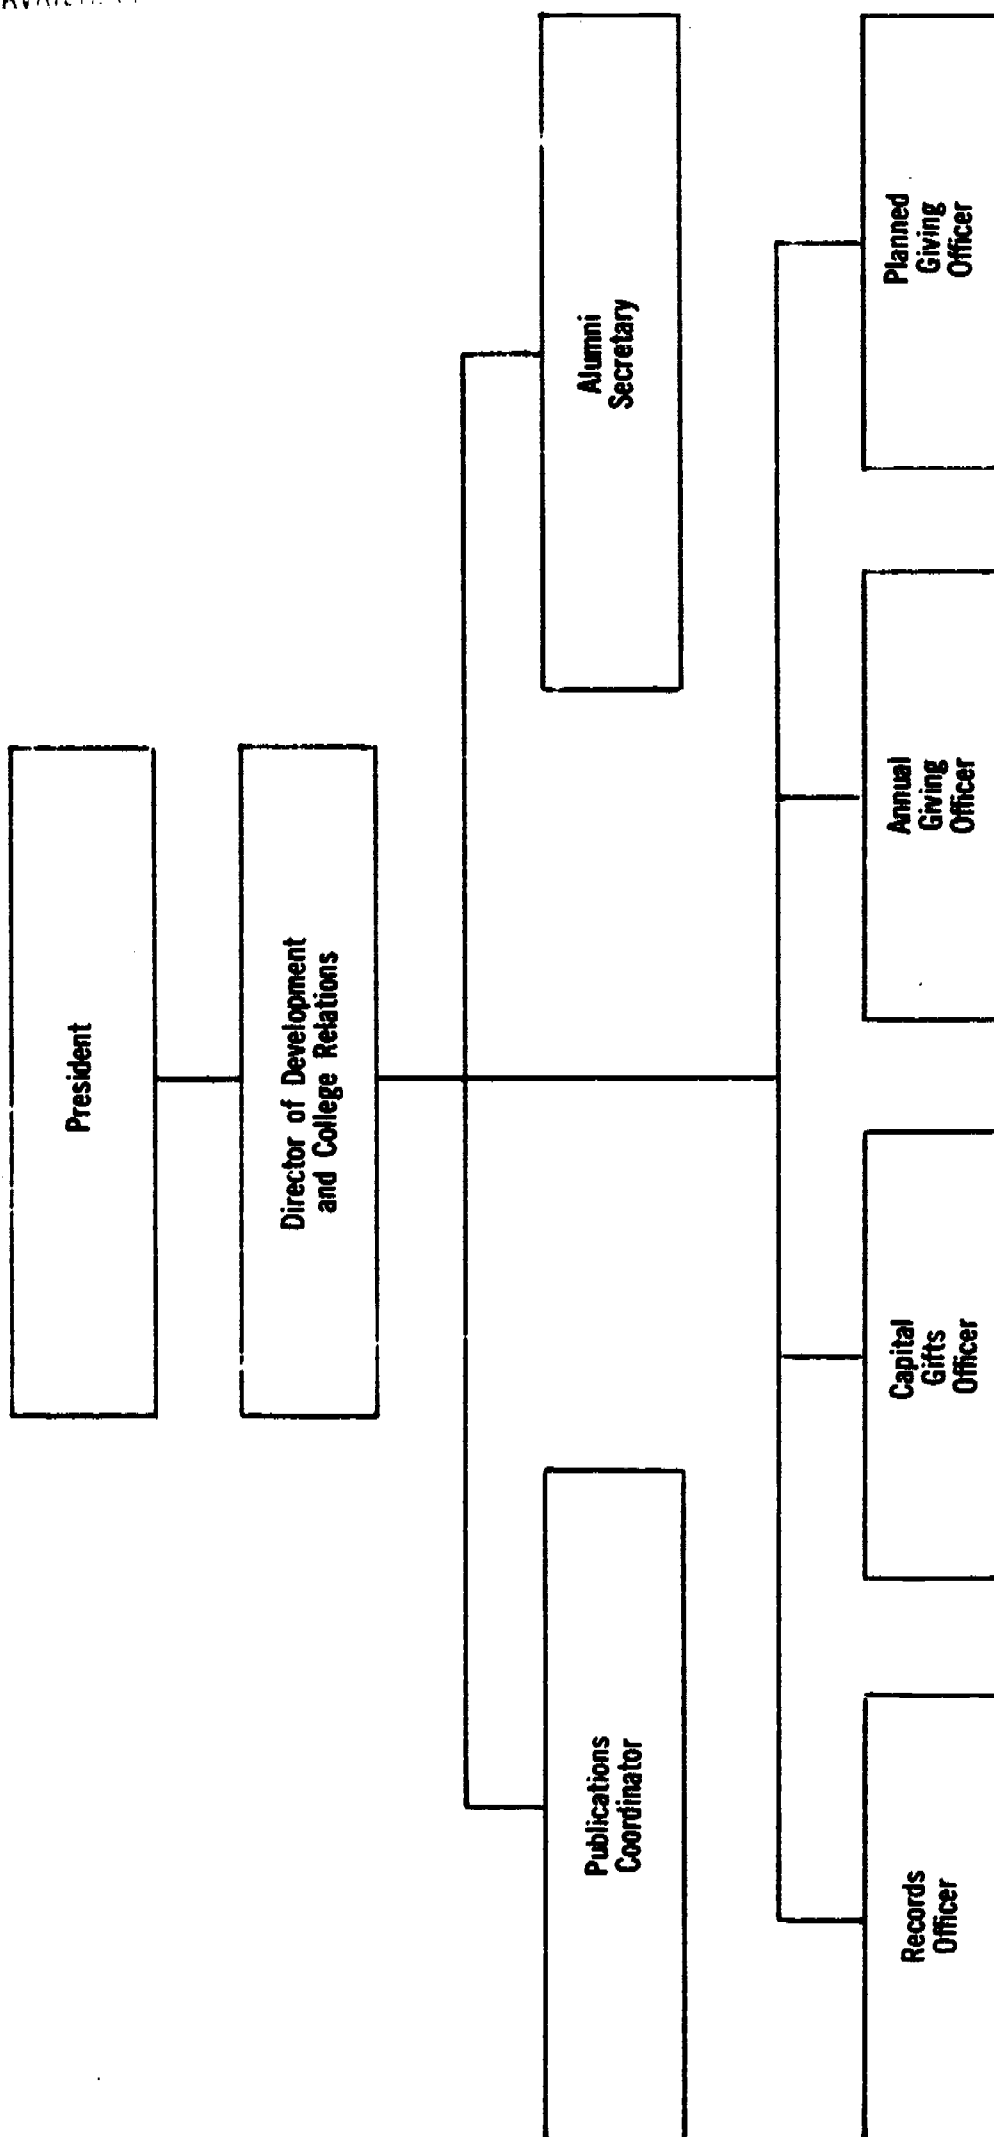 President
Director of Development
and College Relations
Publications
Coordinator
Alumni
Secretary
Records
Officer
Capital
Gifts
Officer
Annual
Giving
Officer
Planned
Giving
Officer